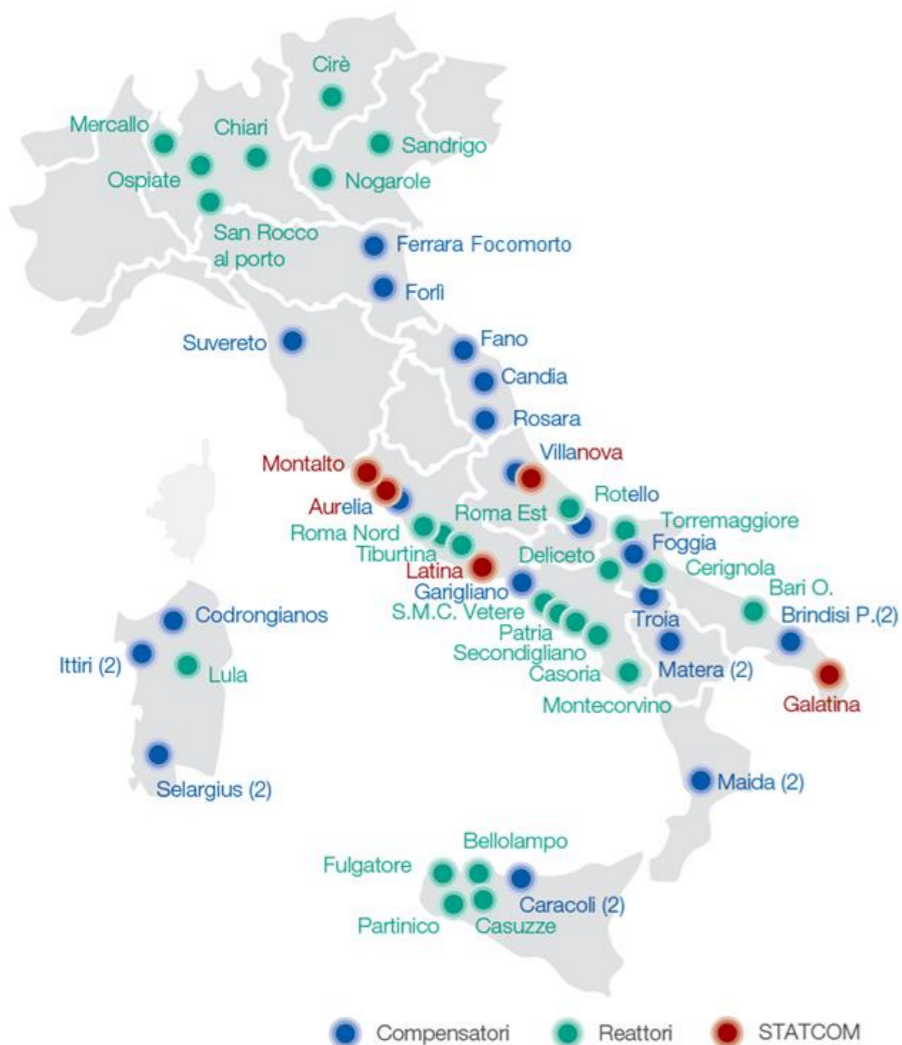 Cirè
Mercallo
Chiari
Sandrigo
Ospiate
Nogarole
San Rocco
al porto
Ferrara Focomorto
Forlì
Suvereto
Fano
Candia
Rosara
Montalto
Villanova
Aurelia
Roma Est
Rotello
Roma Nord
Torremaggiore
Tiburtina
Deliceto
Foggia
Latina
Cerignola
Garigliano
Bari O.
S.M.C. Vetere
Troia
Brindisi P.(2)
Codrongianos
Patria
Secondigliano
Ittiri (2)
Lula
Casoria
Matera (2)
Montecorvino
Galatina
Selargius (2)
Maida (2)
Bellolampo
Fulgatore
Caracoli (2)
Partinico
Casuzze
Compensatori
Reattori
STATCOM